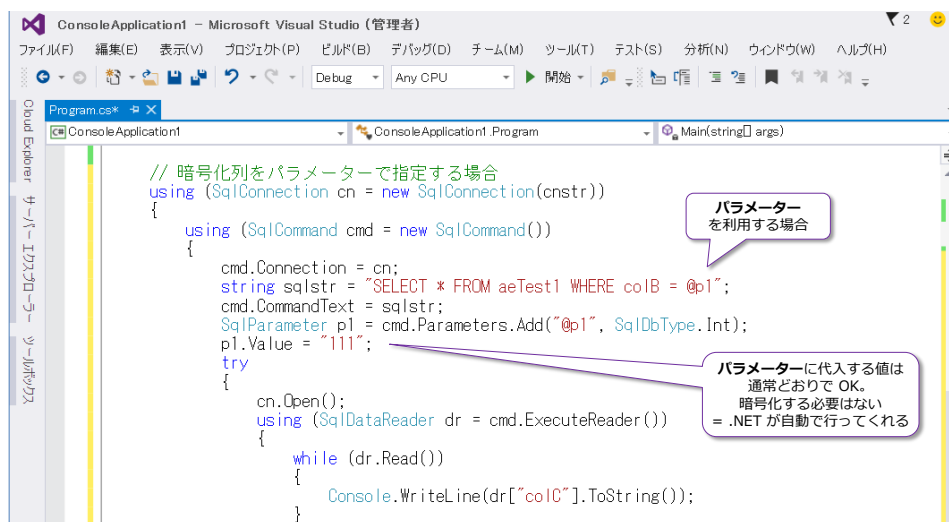 ConsoleApplication1 - Microsoft Visual Studio (管理者)
2
ファイル(F) 編集(E) 表示(V) プロジェクト(P) ビルド(B) デバッグ(D) チーム(M) ツール(T) テスト(S) 分析(N) ウィンドウ(W) ヘルプ(H)
Debug Any CPU 開始
Cloud Explorer
サーバー エクスプローラー
ツールボックス
Program.cs*
ConsoleApplication1 ConsoleApplication1.Program Main(string[] args)
// 暗号化列をパラメーターで指定する場合
using (SqlConnection cn = new SqlConnection(cnstr))
{
using (SqlCommand cmd = new SqlCommand())
{
cmd.Connection = cn;
string sqlstr = "SELECT * FROM aeTest1 WHERE colB = @p1";
cmd.CommandText = sqlstr;
SqlParameter p1 = cmd.Parameters.Add("@p1", SqlDbType.Int);
p1.Value = "111";
try
{
cn.Open();
using (SqlDataReader dr = cmd.ExecuteReader())
{
while (dr.Read())
{
Console.WriteLine(dr["colC"].ToString());
}
パラメーター
を利用する場合
パラメーターに代入する値は
通常どおりで OK。
暗号化する必要はない
= .NET が自動で行ってくれる